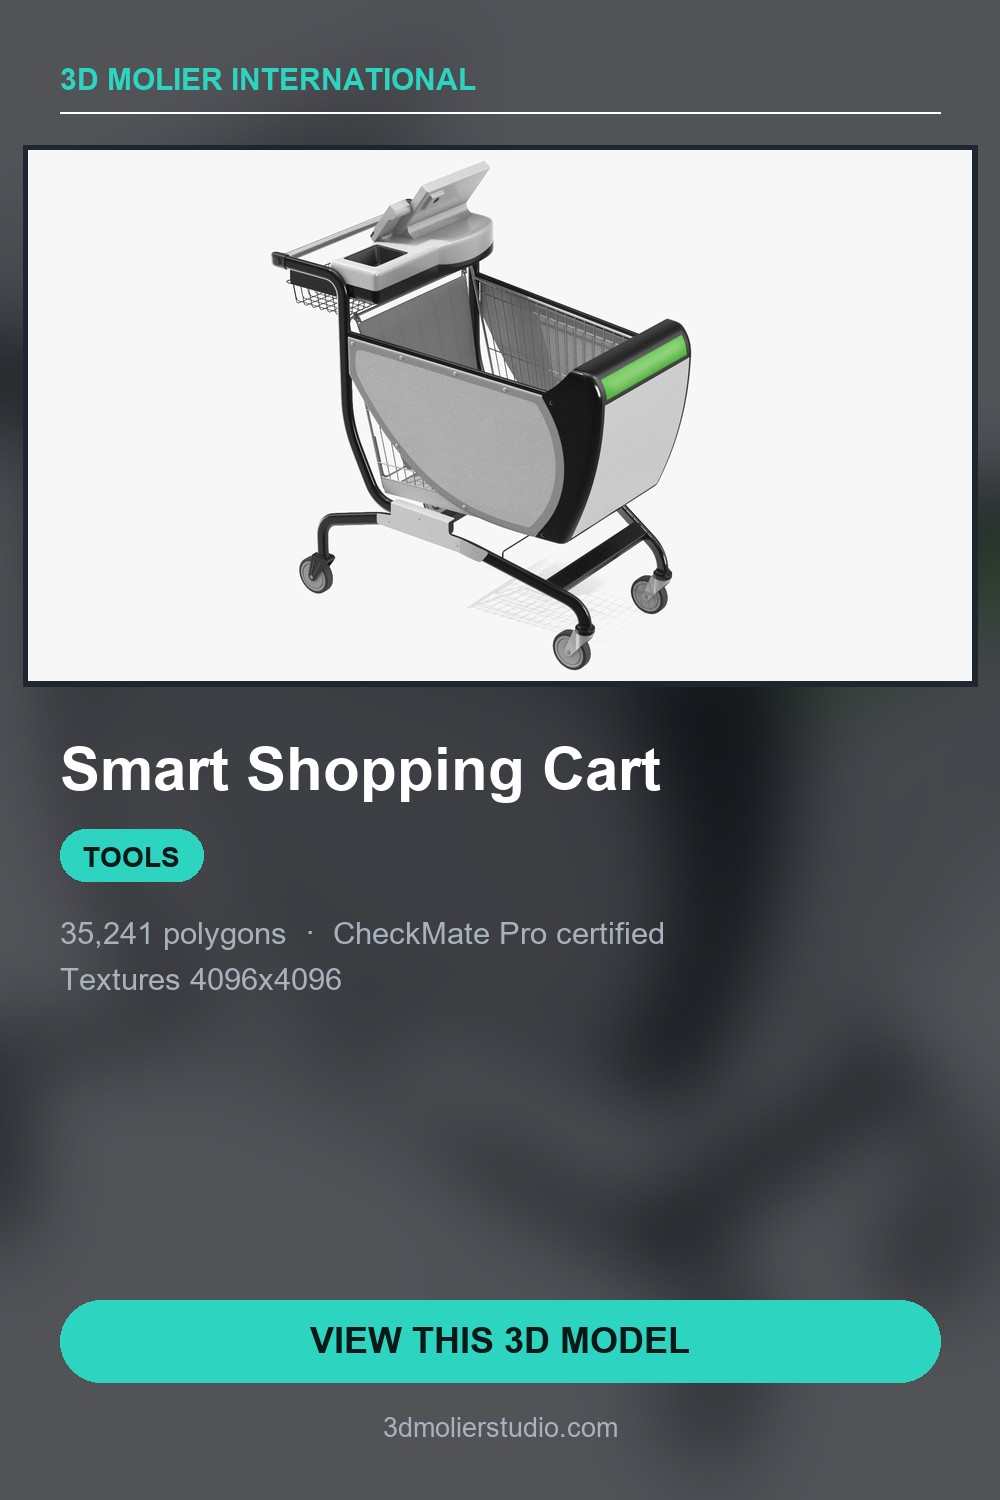 3D MOLIER INTERNATIONAL
Smart Shopping Cart
TOOLS
35,241 polygons · CheckMate Pro certified
Textures 4096x4096
VIEW THIS 3D MODEL
3dmolierstudio.com